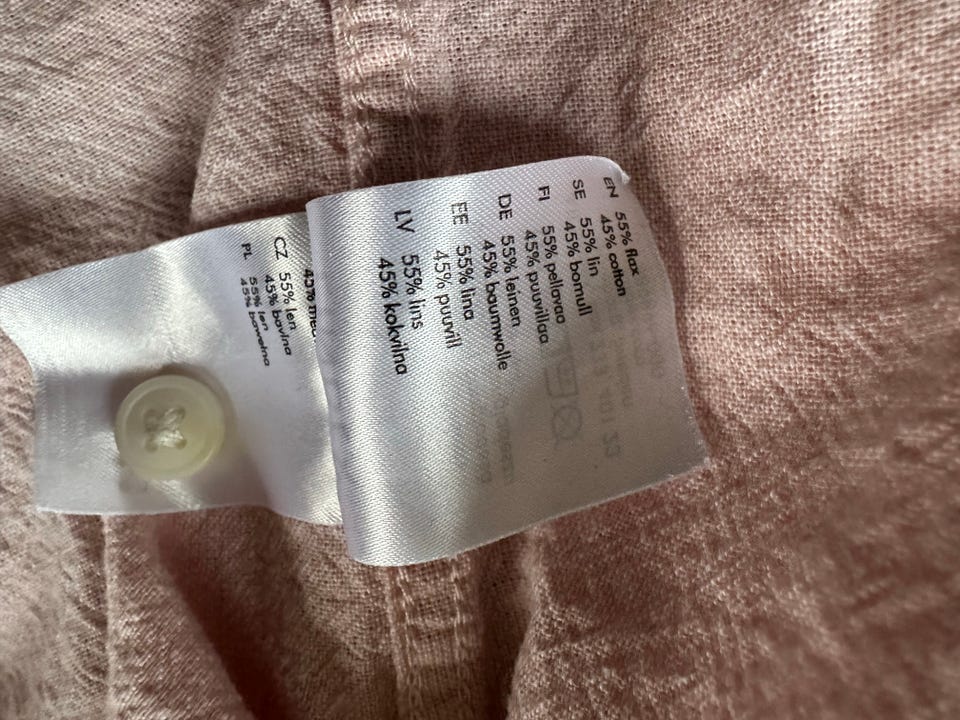 EN 55% flax
45% cotton
SE 55% lin
45% bomull
FI 55% pellavaa
45% puuvillaa
DE 55% leinen
45% baumwolle
EE 55% lina
45% puuvill
LV 55% lins
45% kokvilna
45%
CZ 55% len
45% bavlna
PL 55% len
45% bawełna